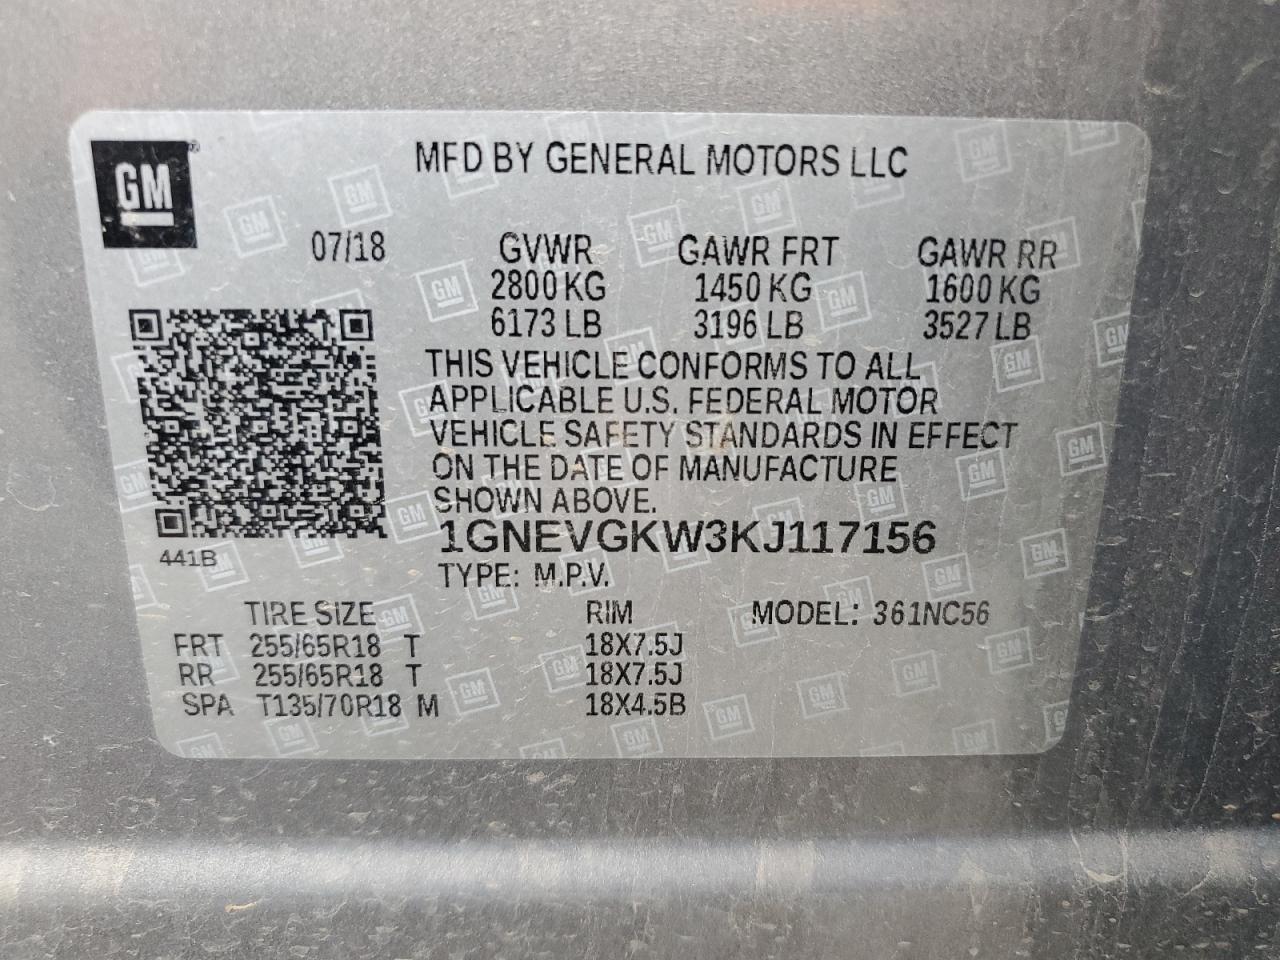 GM
MFD BY GENERAL MOTORS LLC
07/18 GVWR GAWR FRT GAWR RR
2800 KG 1450 KG 1600 KG
6173 LB 3196 LB 3527 LB
THIS VEHICLE CONFORMS TO ALL
APPLICABLE U.S. FEDERAL MOTOR
VEHICLE SAFETY STANDARDS IN EFFECT
ON THE DATE OF MANUFACTURE
SHOWN ABOVE.
1GNEVGKW3KJ117156
441B
TYPE: M.P.V.
TIRE SIZE RIM MODEL: 361NC56
FRT 255/65R18 T 18X7.5J
RR 255/65R18 T 18X7.5J
SPA T135/70R18 M 18X4.5B